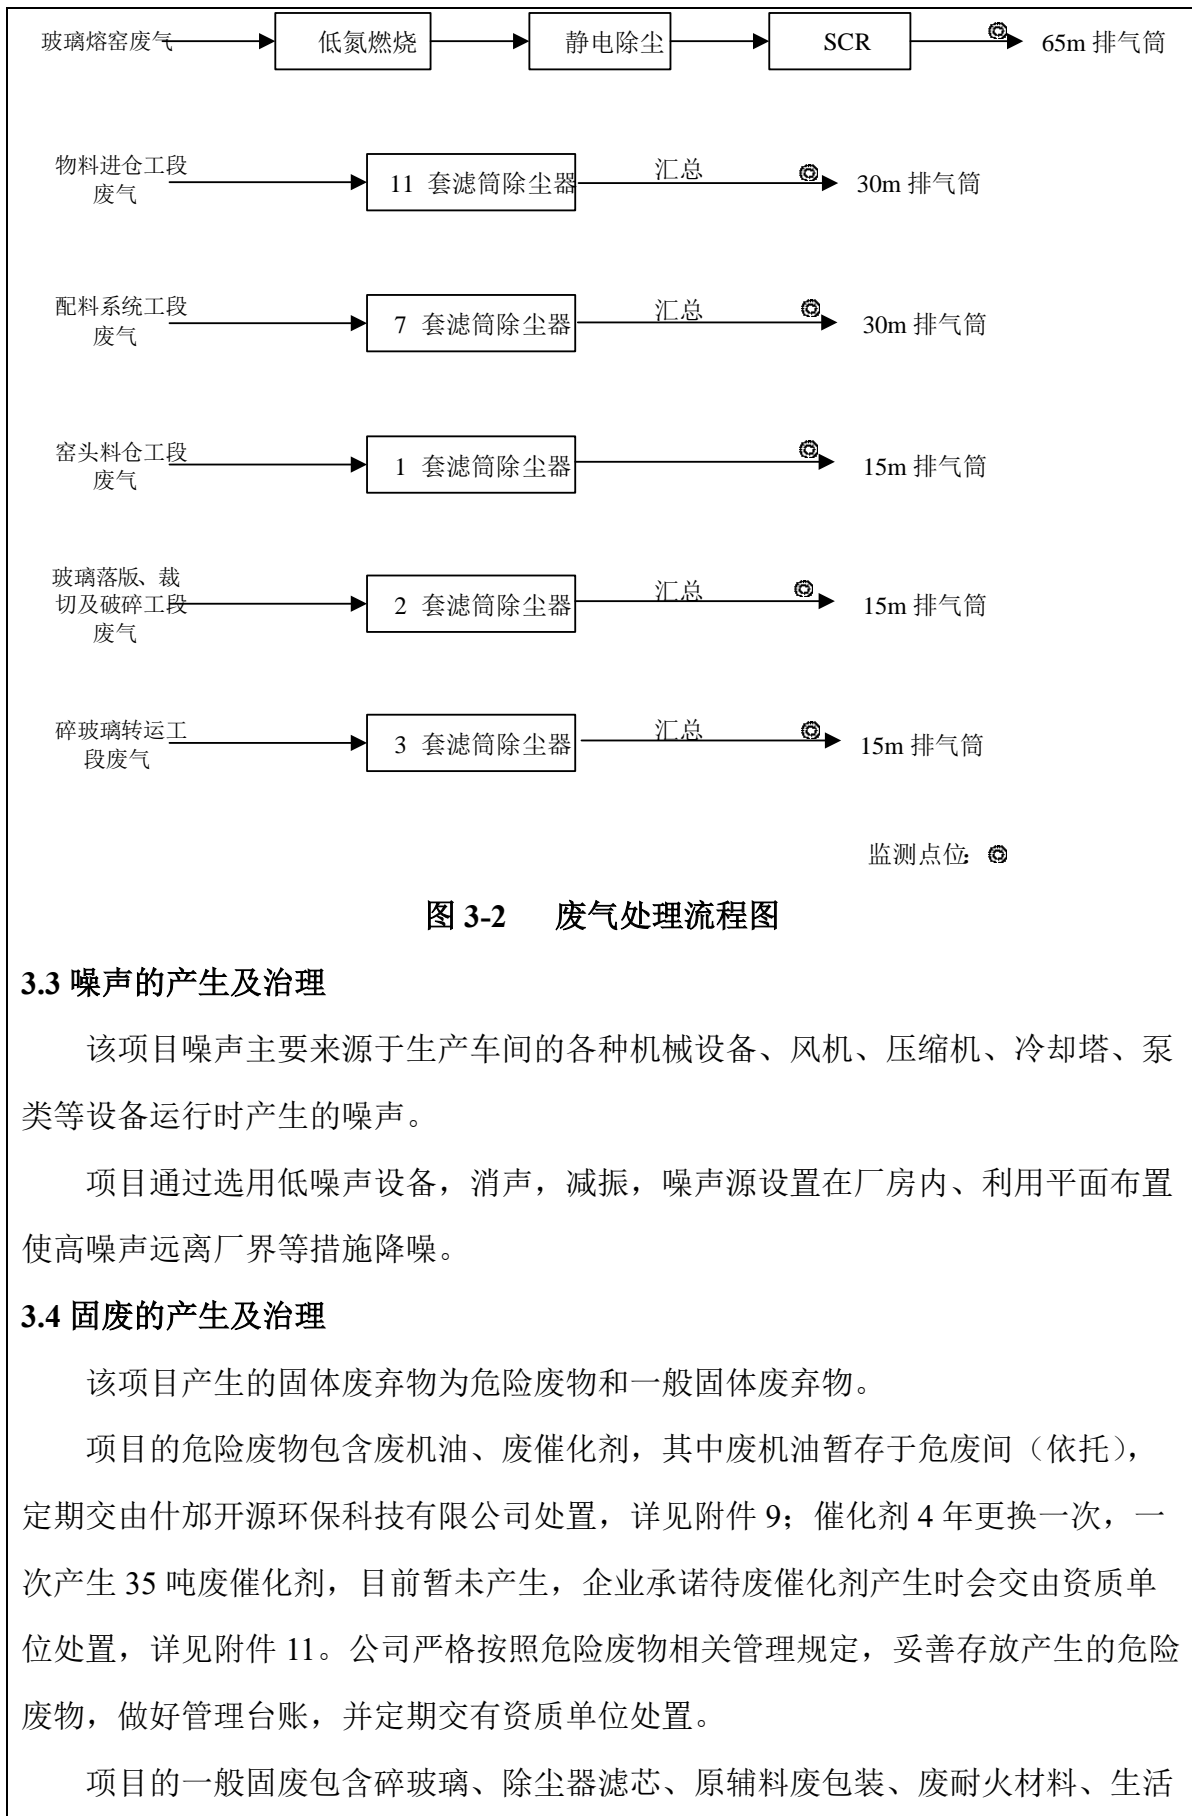 玻璃熔窑废气 低氮燃烧 静电除尘 SCR 65m 排气筒
物料进仓工段
废气
11 套滤筒除尘器
汇总
30m 排气筒
配料系统工段
废气
7 套滤筒除尘器
汇总
30m 排气筒
窑头料仓工段
废气
1 套滤筒除尘器
15m 排气筒
玻璃落版、裁
切及破碎工段
废气
2 套滤筒除尘器
汇总
15m 排气筒
碎玻璃转运工
段废气
3 套滤筒除尘器
汇总
15m 排气筒
监测点位:
图 3-2 废气处理流程图
3.3 噪声的产生及治理
该项目噪声主要来源于生产车间的各种机械设备、风机、压缩机、冷却塔、泵
类等设备运行时产生的噪声。
项目通过选用低噪声设备，消声，减振，噪声源设置在厂房内、利用平面布置
使高噪声远离厂界等措施降噪。
3.4 固废的产生及治理
该项目产生的固体废弃物为危险废物和一般固体废弃物。
项目的危险废物包含废机油、废催化剂，其中废机油暂存于危废间（依托），
定期交由什邡开源环保科技有限公司处置，详见附件 9；催化剂 4 年更换一次，一
次产生 35 吨废催化剂，目前暂未产生，企业承诺待废催化剂产生时会交由资质单
位处置，详见附件 11。公司严格按照危险废物相关管理规定，妥善存放产生的危险
废物，做好管理台账，并定期交有资质单位处置。
项目的一般固废包含碎玻璃、除尘器滤芯、原辅料废包装、废耐火材料、生活